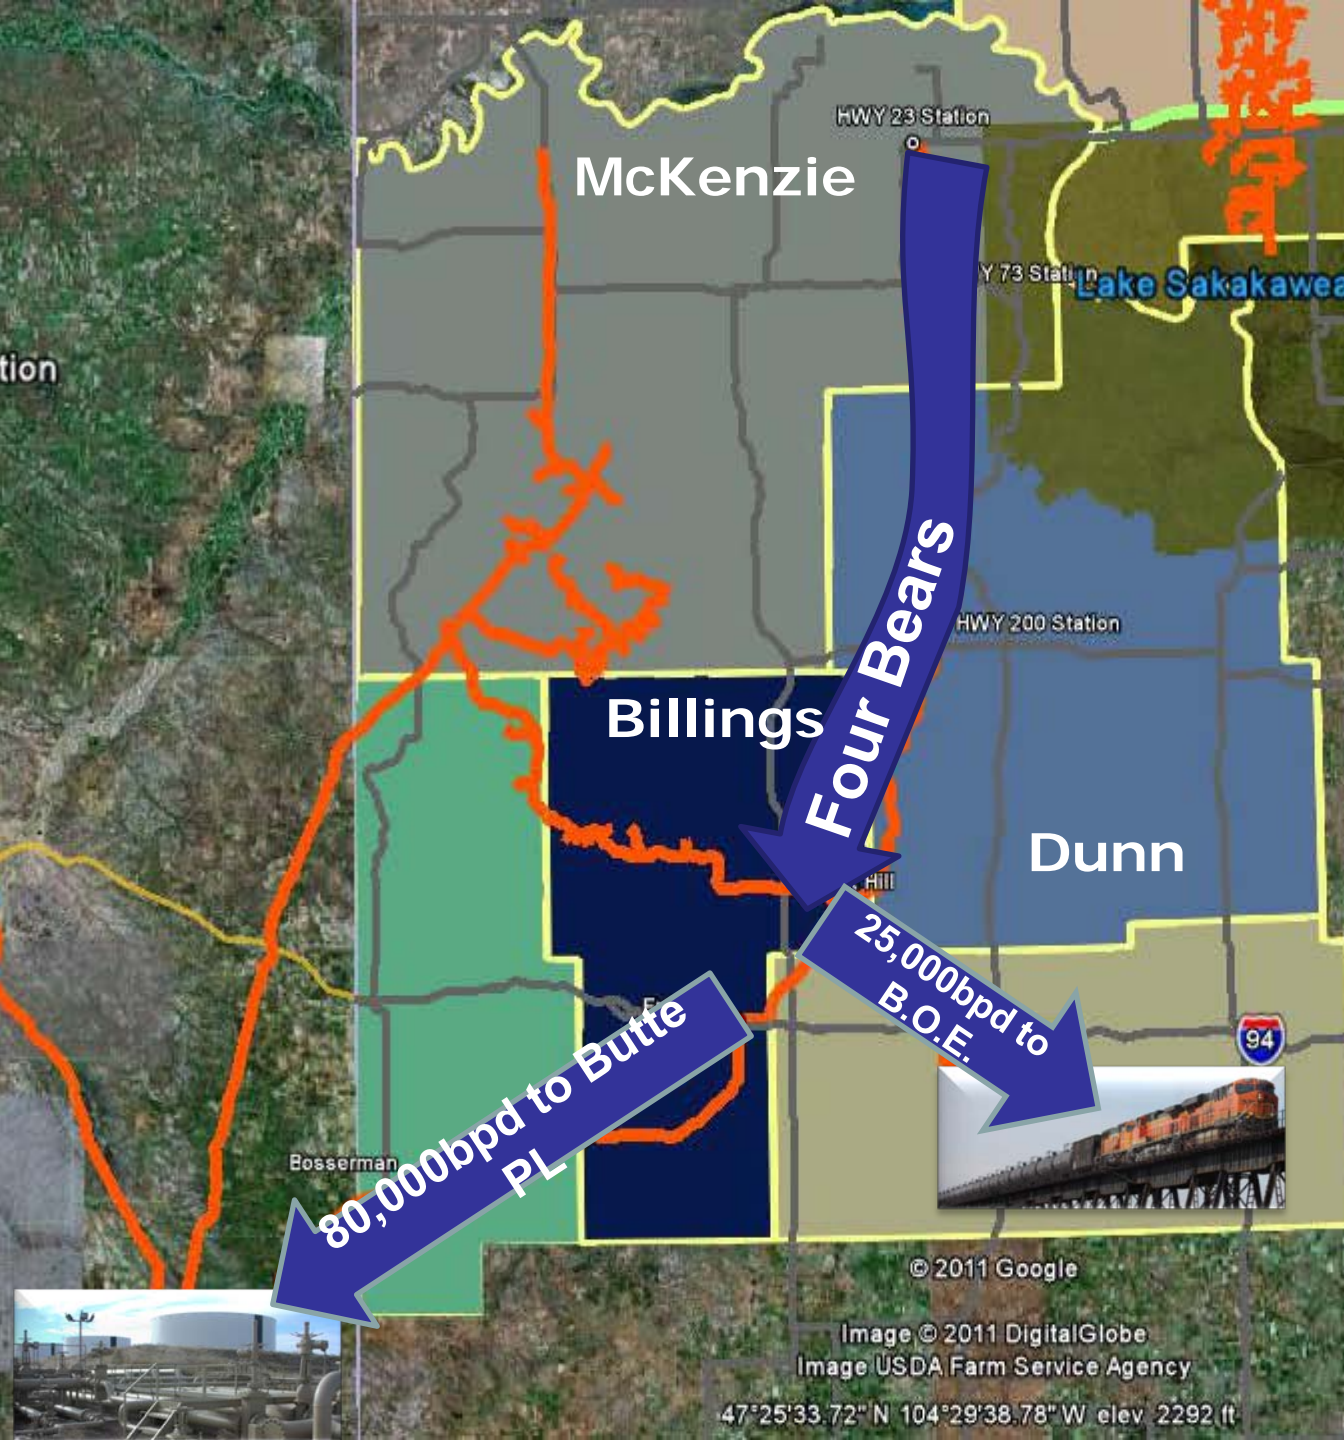 HWY 23 Station
McKenzie
Y 73 Station
Lake Sakakawea
tion
Four Bears
HWY 200 Station
Billings
Dunn
Hill
25,000bpd to
B.O.E.
80,000bpd to Butte
PL
94
Bosserman
© 2011 Google
Image © 2011 DigitalGlobe
Image USDA Farm Service Agency
47°25'33.72" N 104°29'38.78" W elev 2292 ft